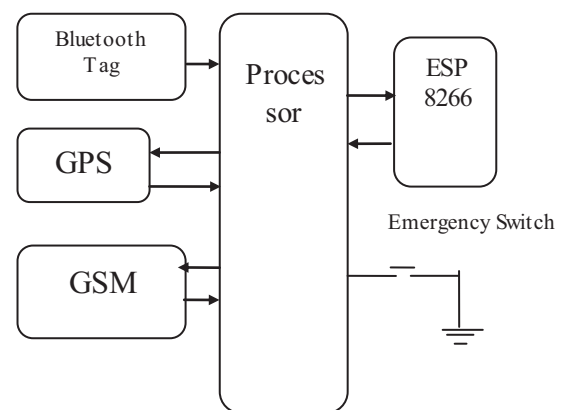 Bluetooth
Tag
Proces
sor
ESP
8266
GPS
Emergency Switch
GSM